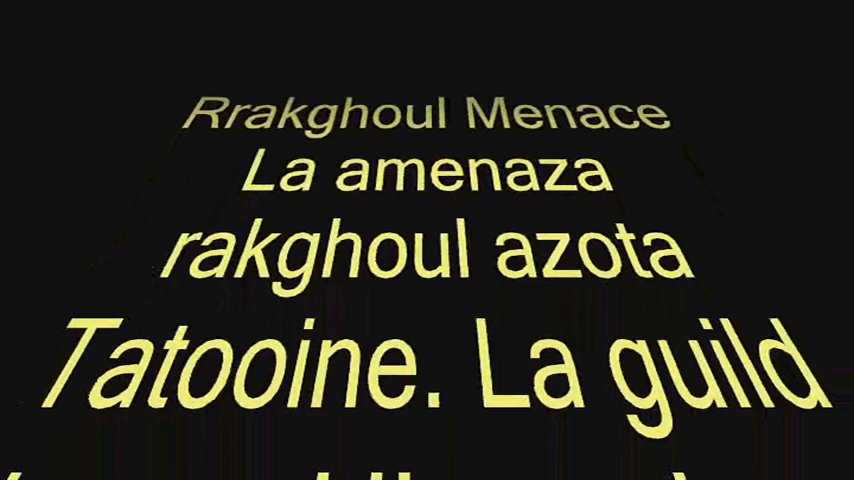 Rrakghoul Menace
La amenaza
rakghoul azota
Tatooine. La guild